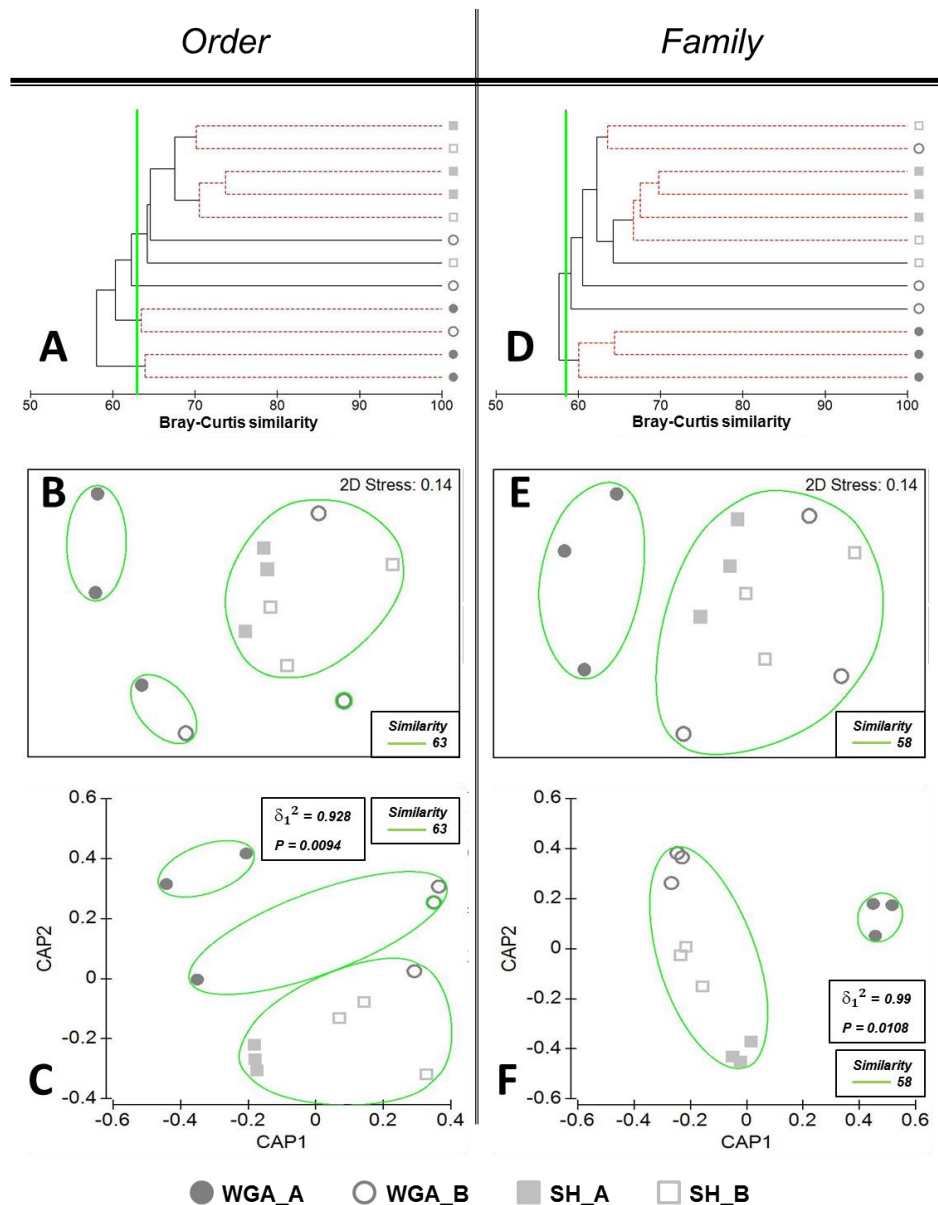 Order
Family
A
50 60 70 80 90 100
Bray-Curtis similarity
D
50 60 70 80 90 100
Bray-Curtis similarity
B
2D Stress: 0.14
Similarity
63
E
2D Stress: 0.14
Similarity
58
0.6
0.4
0.2
0
-0.2
-0.4
CAP2
δ₁² = 0.928
P = 0.0094
Similarity
63
C
-0.6 -0.4 -0.2 0 0.2 0.4
CAP1
0.6
0.4
0.2
0
-0.2
-0.4
-0.6
CAP2
δ₁² = 0.99
P = 0.0108
Similarity
58
F
-0.6 -0.4 -0.2 0 0.2 0.4 0.6
CAP1
WGA_A WGA_B SH_A SH_B